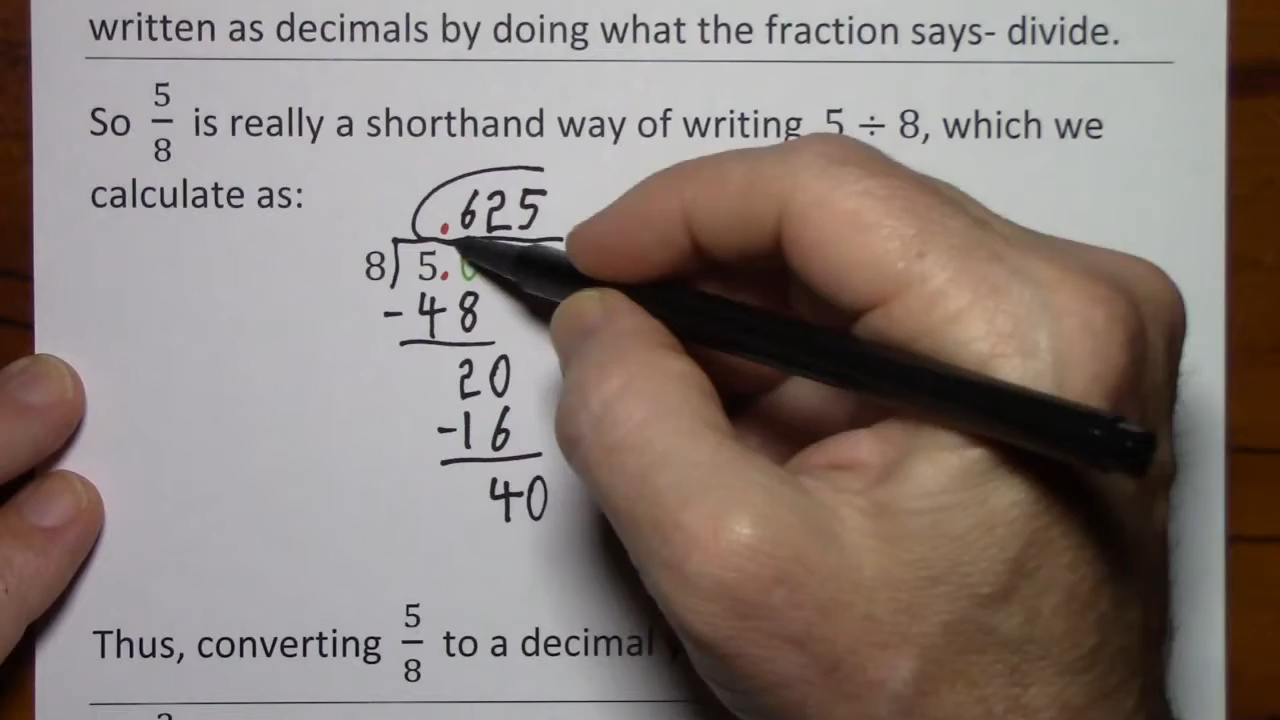 written as decimals by doing what the fraction says- divide.
So 5/8 is really a shorthand way of writing 5 ÷ 8, which we
calculate as:
.625
8) 5.0
-48
20
-16
40
Thus, converting 5/8 to a decimal